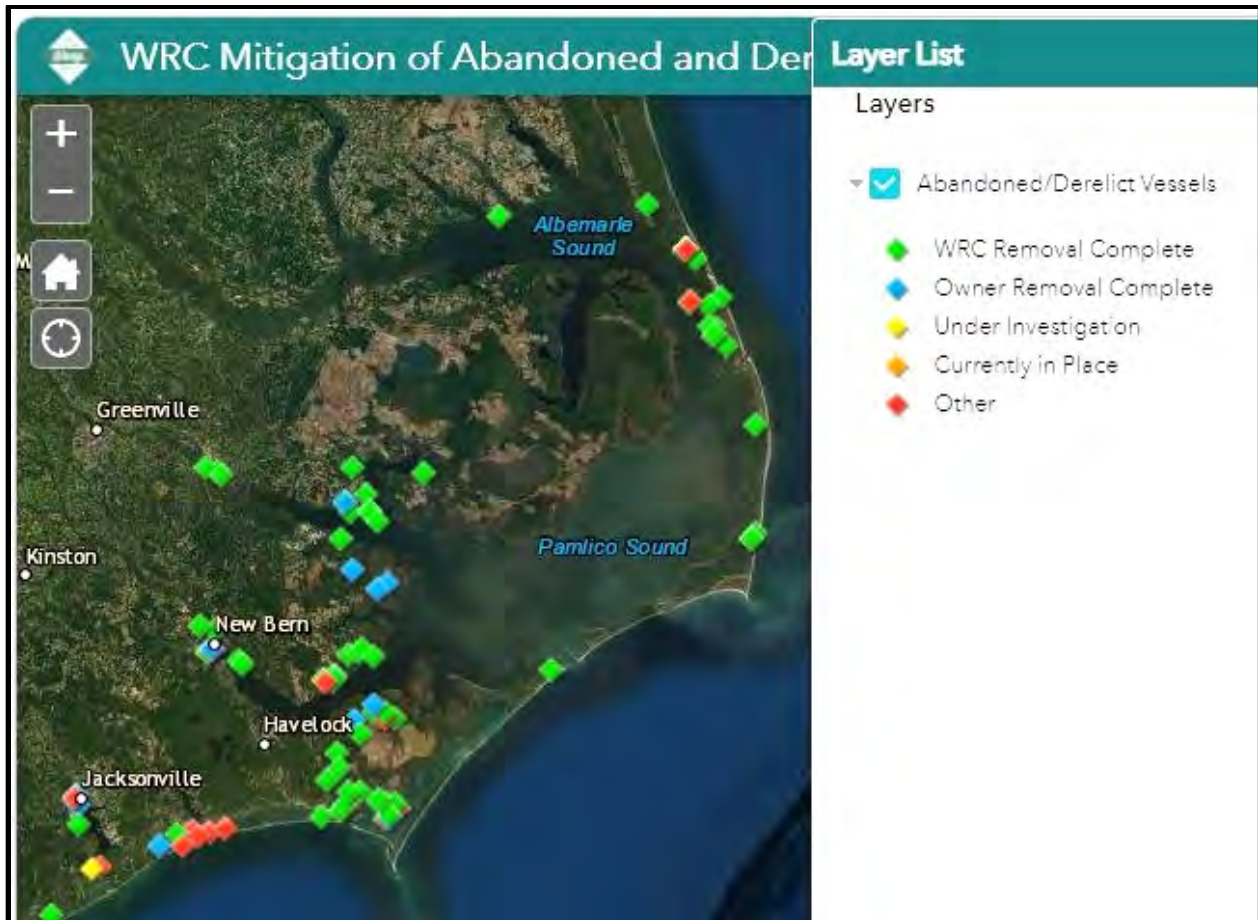 WRC Mitigation of Abandoned and Der
Layer List
Layers
Abandoned/Derelict Vessels
WRC Removal Complete
Owner Removal Complete
Under Investigation
Currently in Place
Other
+
−
M
Albemarle
Sound
Greenville
Kinston
Pamlico Sound
New Bern
Havelock
Jacksonville